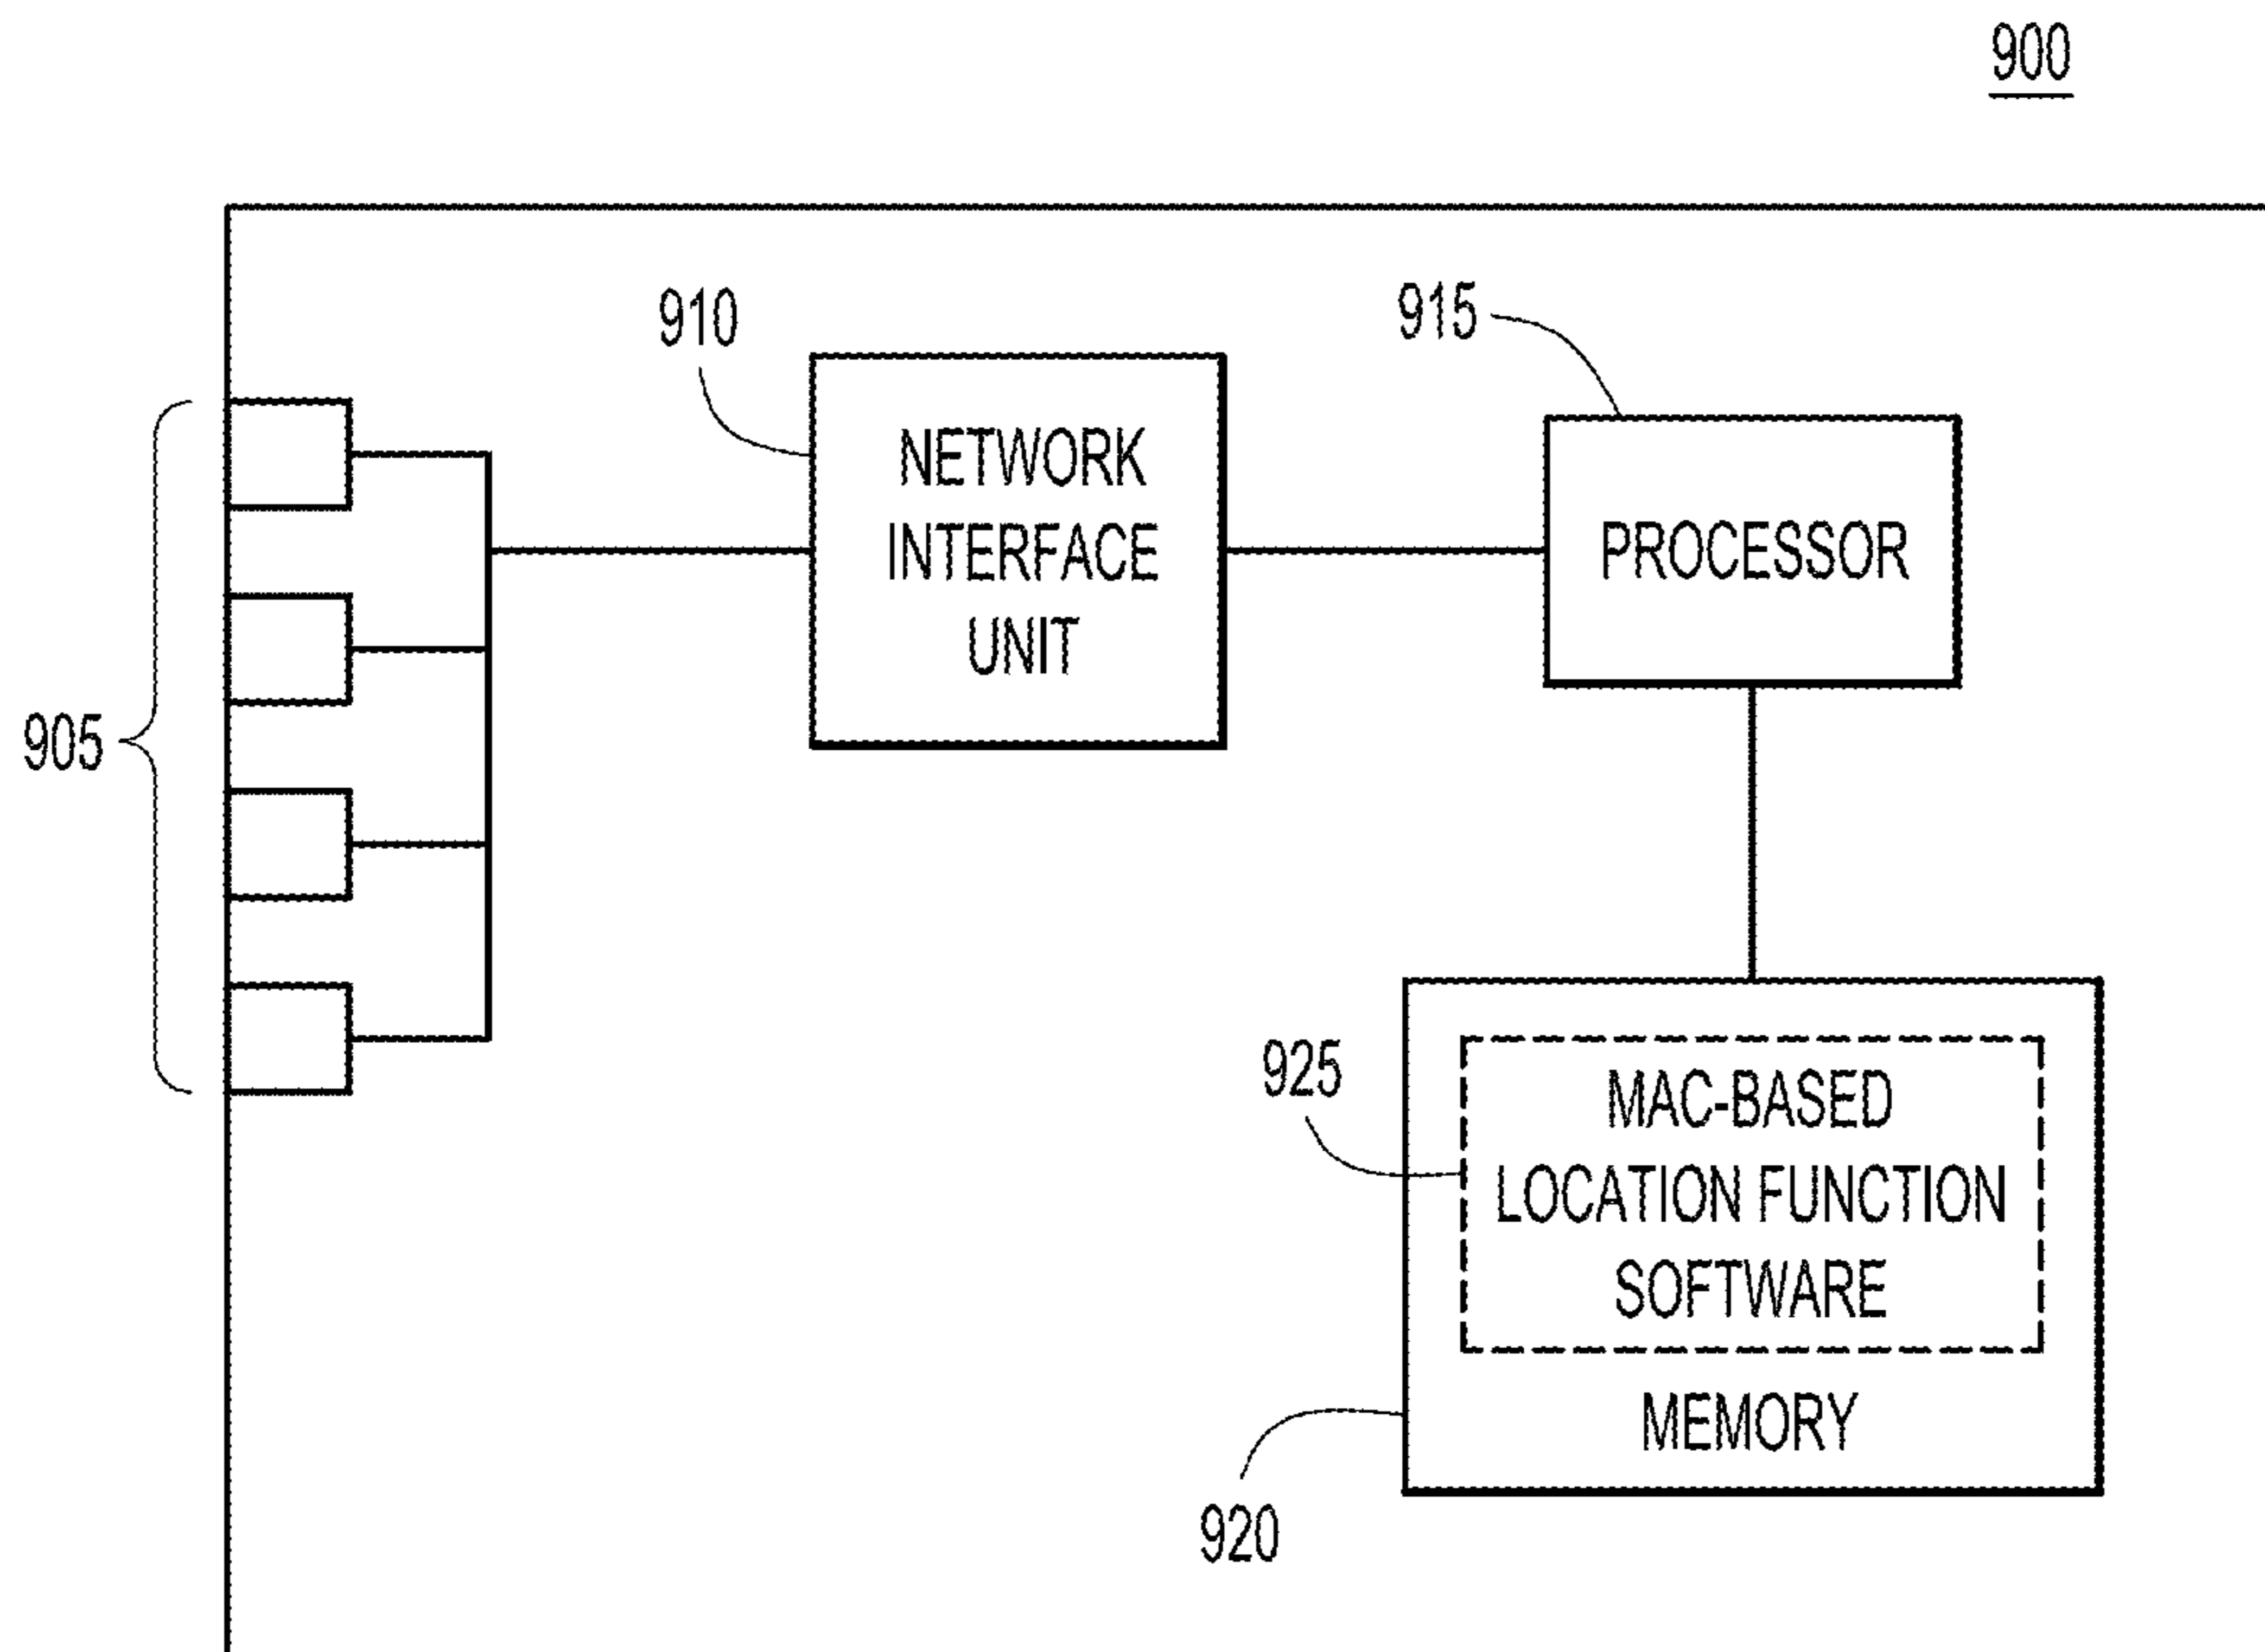 900
910
915
NETWORK
INTERFACE
UNIT
PROCESSOR
905
925
MAC-BASED
LOCATION FUNCTION
SOFTWARE
MEMORY
920